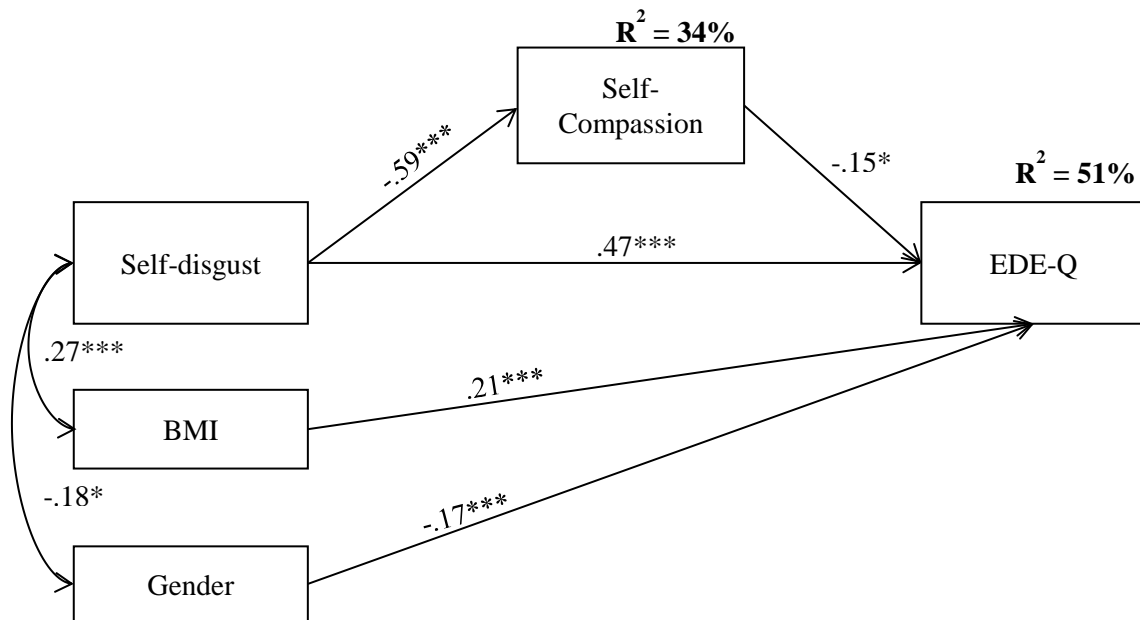 R² = 34%
Self-
Compassion
-.59***
-.15*
R² = 51%
Self-disgust
.47***
EDE-Q
.27***
.21***
BMI
-.18*
-.17***
Gender